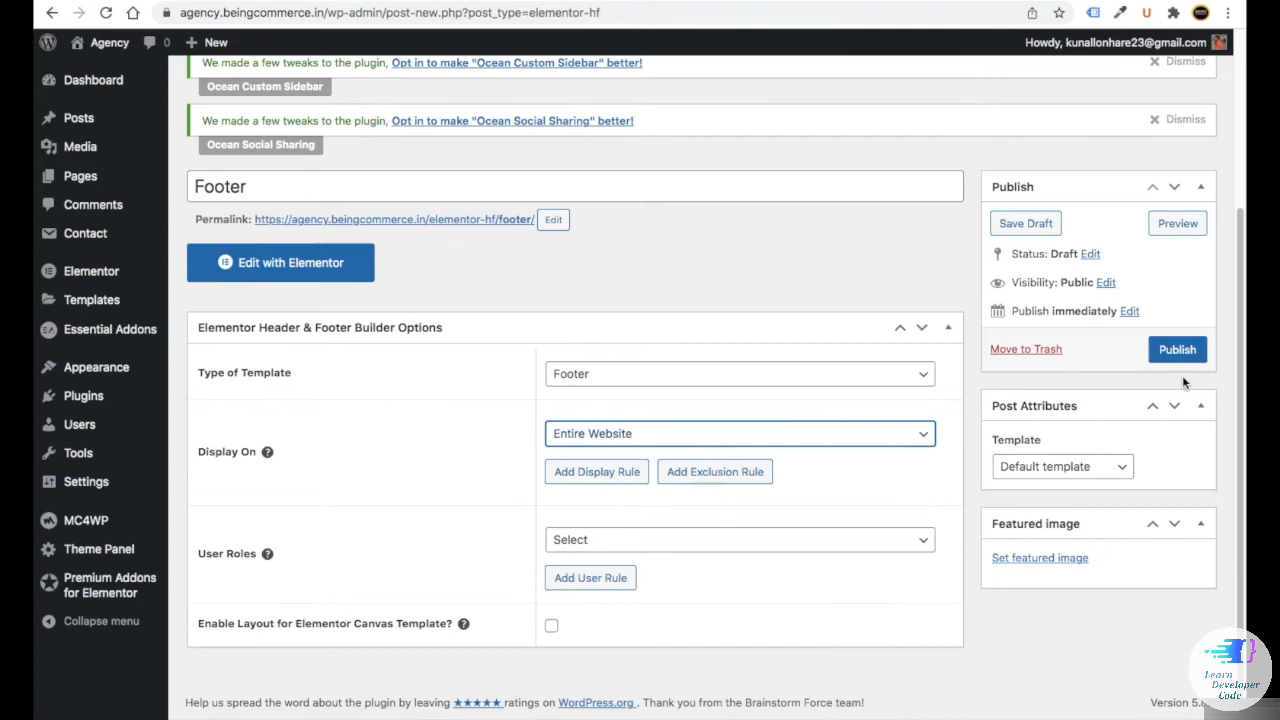 agency.beingcommerce.in/wp-admin/post-new.php?post_type=elementor-hf
Agency
0
New
Howdy, kunallonhare23@gmail.com
Dashboard
Posts
Media
Pages
Comments
Contact
Elementor
Templates
Essential Addons
Appearance
Plugins
Users
Tools
Settings
MC4WP
Theme Panel
Premium Addons
for Elementor
Collapse menu
We made a few tweaks to the plugin, Opt in to make "Ocean Custom Sidebar" better!
Dismiss
Ocean Custom Sidebar
We made a few tweaks to the plugin, Opt in to make "Ocean Social Sharing" better!
Dismiss
Ocean Social Sharing
Footer
Permalink: https://agency.beingcommerce.in/elementor-hf/footer/ Edit
Edit with Elementor
Elementor Header & Footer Builder Options
Type of Template
Footer
Display On
Entire Website
Add Display Rule
Add Exclusion Rule
User Roles
Select
Add User Rule
Enable Layout for Elementor Canvas Template?
Publish
Save Draft
Preview
Status: Draft Edit
Visibility: Public Edit
Publish immediately Edit
Move to Trash
Publish
Post Attributes
Template
Default template
Featured image
Set featured image
Help us spread the word about the plugin by leaving ★★★★★ ratings on WordPress.org . Thank you from the Brainstorm Force team!
Version 5.8
Learn
Developer
Code